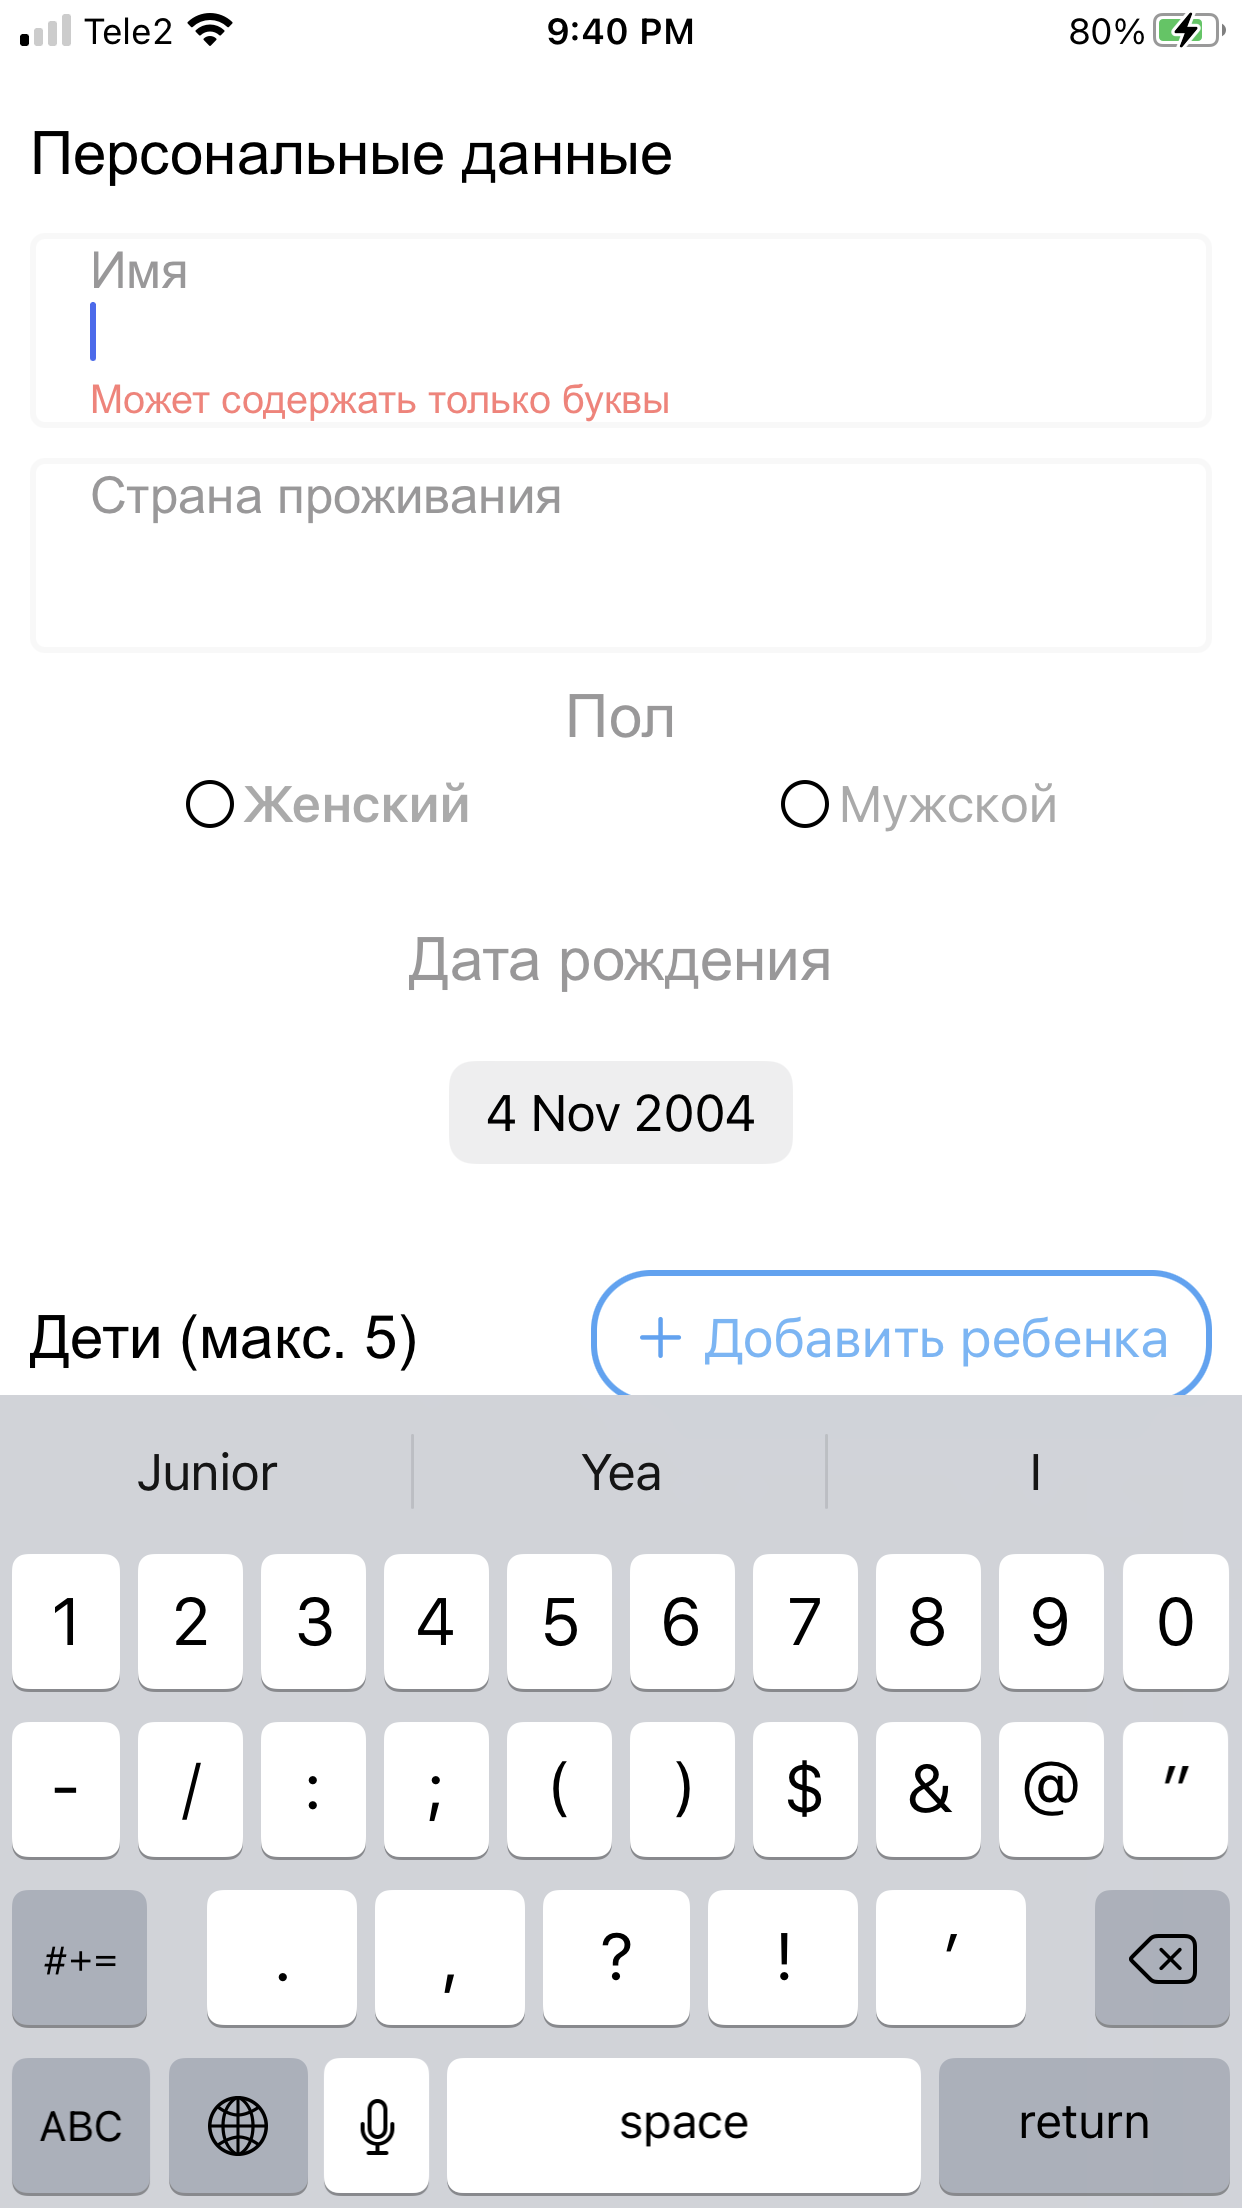 Tele2 9:40 PM 80%
Персональные данные
Имя
Может содержать только буквы
Страна проживания
Пол
Женский Мужской
Дата рождения
4 Nov 2004
Дети (макс. 5) + Добавить ребенка
Junior Yea I
1 2 3 4 5 6 7 8 9 0
- / : ; ( ) $ & @ "
#+= . , ? ! '
ABC space return